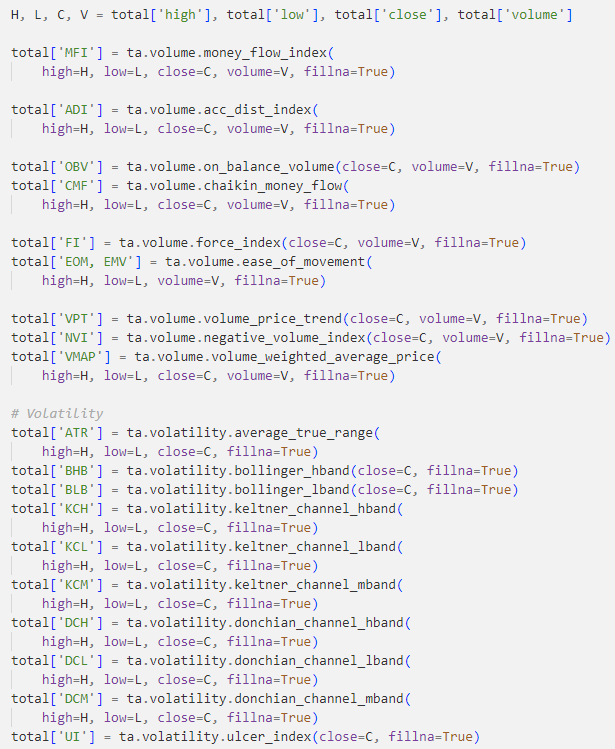 H, L, C, V = total['high'], total['low'], total['close'], total['volume']
total['MFI'] = ta.volume.money_flow_index(
high=H, low=L, close=C, volume=V, fillna=True)
total['ADI'] = ta.volume.acc_dist_index(
high=H, low=L, close=C, volume=V, fillna=True)
total['OBV'] = ta.volume.on_balance_volume(close=C, volume=V, fillna=True)
total['CMF'] = ta.volume.chaikin_money_flow(
high=H, low=L, close=C, volume=V, fillna=True)
total['FI'] = ta.volume.force_index(close=C, volume=V, fillna=True)
total['EOM, EMV'] = ta.volume.ease_of_movement(
high=H, low=L, volume=V, fillna=True)
total['VPT'] = ta.volume.volume_price_trend(close=C, volume=V, fillna=True)
total['NVI'] = ta.volume.negative_volume_index(close=C, volume=V, fillna=True)
total['VMAP'] = ta.volume.volume_weighted_average_price(
high=H, low=L, close=C, volume=V, fillna=True)
# Volatility
total['ATR'] = ta.volatility.average_true_range(
high=H, low=L, close=C, fillna=True)
total['BHB'] = ta.volatility.bollinger_hband(close=C, fillna=True)
total['BLB'] = ta.volatility.bollinger_lband(close=C, fillna=True)
total['KCH'] = ta.volatility.keltner_channel_hband(
high=H, low=L, close=C, fillna=True)
total['KCL'] = ta.volatility.keltner_channel_lband(
high=H, low=L, close=C, fillna=True)
total['KCM'] = ta.volatility.keltner_channel_mband(
high=H, low=L, close=C, fillna=True)
total['DCH'] = ta.volatility.donchian_channel_hband(
high=H, low=L, close=C, fillna=True)
total['DCL'] = ta.volatility.donchian_channel_lband(
high=H, low=L, close=C, fillna=True)
total['DCM'] = ta.volatility.donchian_channel_mband(
high=H, low=L, close=C, fillna=True)
total['UI'] = ta.volatility.ulcer_index(close=C, fillna=True)